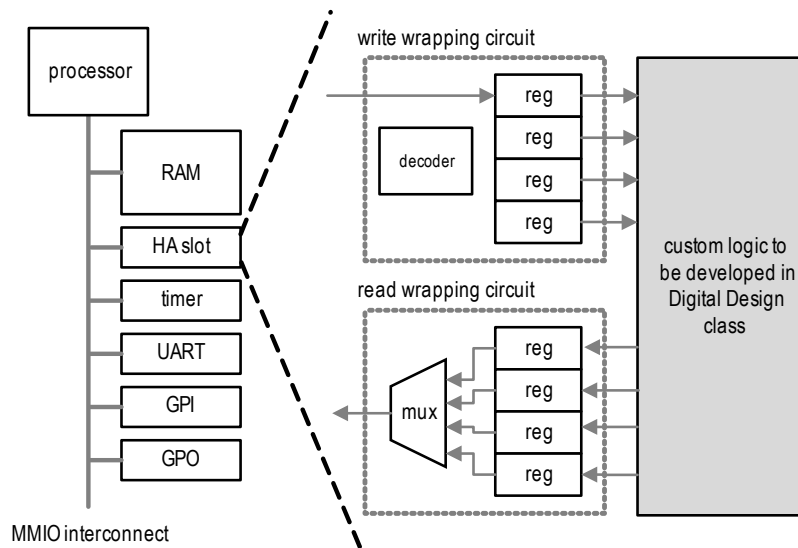 processor
RAM
HA slot
timer
UART
GPI
GPO
MMIO interconnect
write wrapping circuit
reg
decoder
reg
reg
reg
read wrapping circuit
mux
reg
reg
reg
reg
custom logic to
be developed in
Digital Design
class